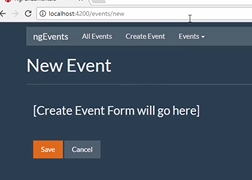 localhost:4200/events/new
ngEvents All Events Create Event Events
New Event
[Create Event Form will go here]
Save Cancel